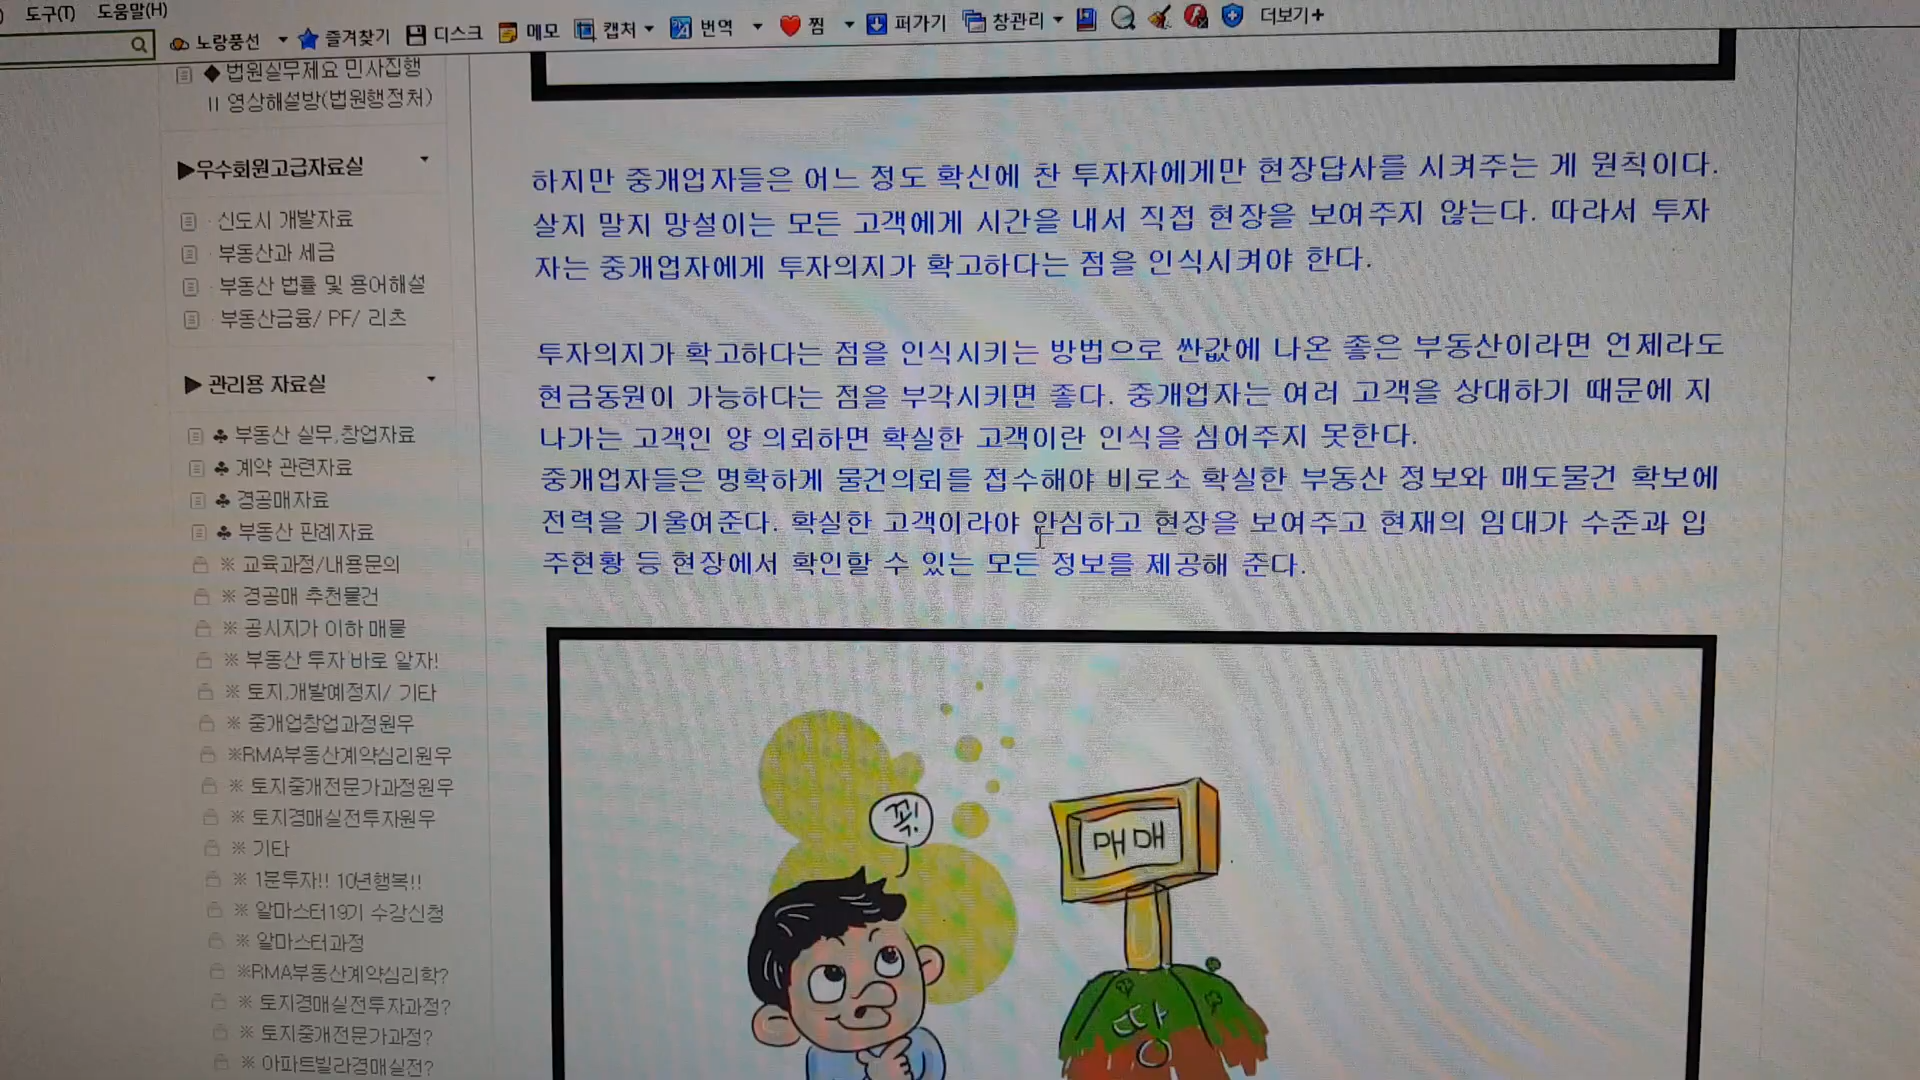 도구(T) 도움말(H)
노랑풍선 즐겨찾기 디스크 메모 캡처 번역 찜 퍼가기 창관리 더보기+
◆ 법원실무제요 민사집행
II 영상해설방(법원행정처)
▶우수회원고급자료실
· 신도시 개발자료
· 부동산과 세금
· 부동산 법률 및 용어해설
· 부동산금융/ PF/ 리츠
▶ 관리용 자료실
♣ 부동산 실무,창업자료
♣ 계약 관련자료
♣ 경공매자료
♣ 부동산 판례자료
※ 교육과정/내용문의
※ 경공매 추천물건
※ 공시지가 이하 매물
※ 부동산 투자 바로 알자!
※ 토지,개발예정지/ 기타
※ 중개업창업과정원우
※RMA부동산계약심리원우
※ 토지중개전문가과정원우
※ 토지경매실전투자원우
※ 기타
※ 1분투자!! 10년행복!!
※ 알마스터19기 수강신청
※ 알마스터과정
※RMA부동산계약심리학?
※ 토지경매실전투자과정?
※ 토지중개전문가과정?
※ 아파트빌라경매실전?
하지만 중개업자들은 어느 정도 확신에 찬 투자자에게만 현장답사를 시켜주는 게 원칙이다.
살지 말지 망설이는 모든 고객에게 시간을 내서 직접 현장을 보여주지 않는다. 따라서 투자
자는 중개업자에게 투자의지가 확고하다는 점을 인식시켜야 한다.
투자의지가 확고하다는 점을 인식시키는 방법으로 싼값에 나온 좋은 부동산이라면 언제라도
현금동원이 가능하다는 점을 부각시키면 좋다. 중개업자는 여러 고객을 상대하기 때문에 지
나가는 고객인 양 의뢰하면 확실한 고객이란 인식을 심어주지 못한다.
중개업자들은 명확하게 물건의뢰를 접수해야 비로소 확실한 부동산 정보와 매도물건 확보에
전력을 기울여준다. 확실한 고객이라야 안심하고 현장을 보여주고 현재의 임대가 수준과 입
주현황 등 현장에서 확인할 수 있는 모든 정보를 제공해 준다.
꾁!
매매
땅